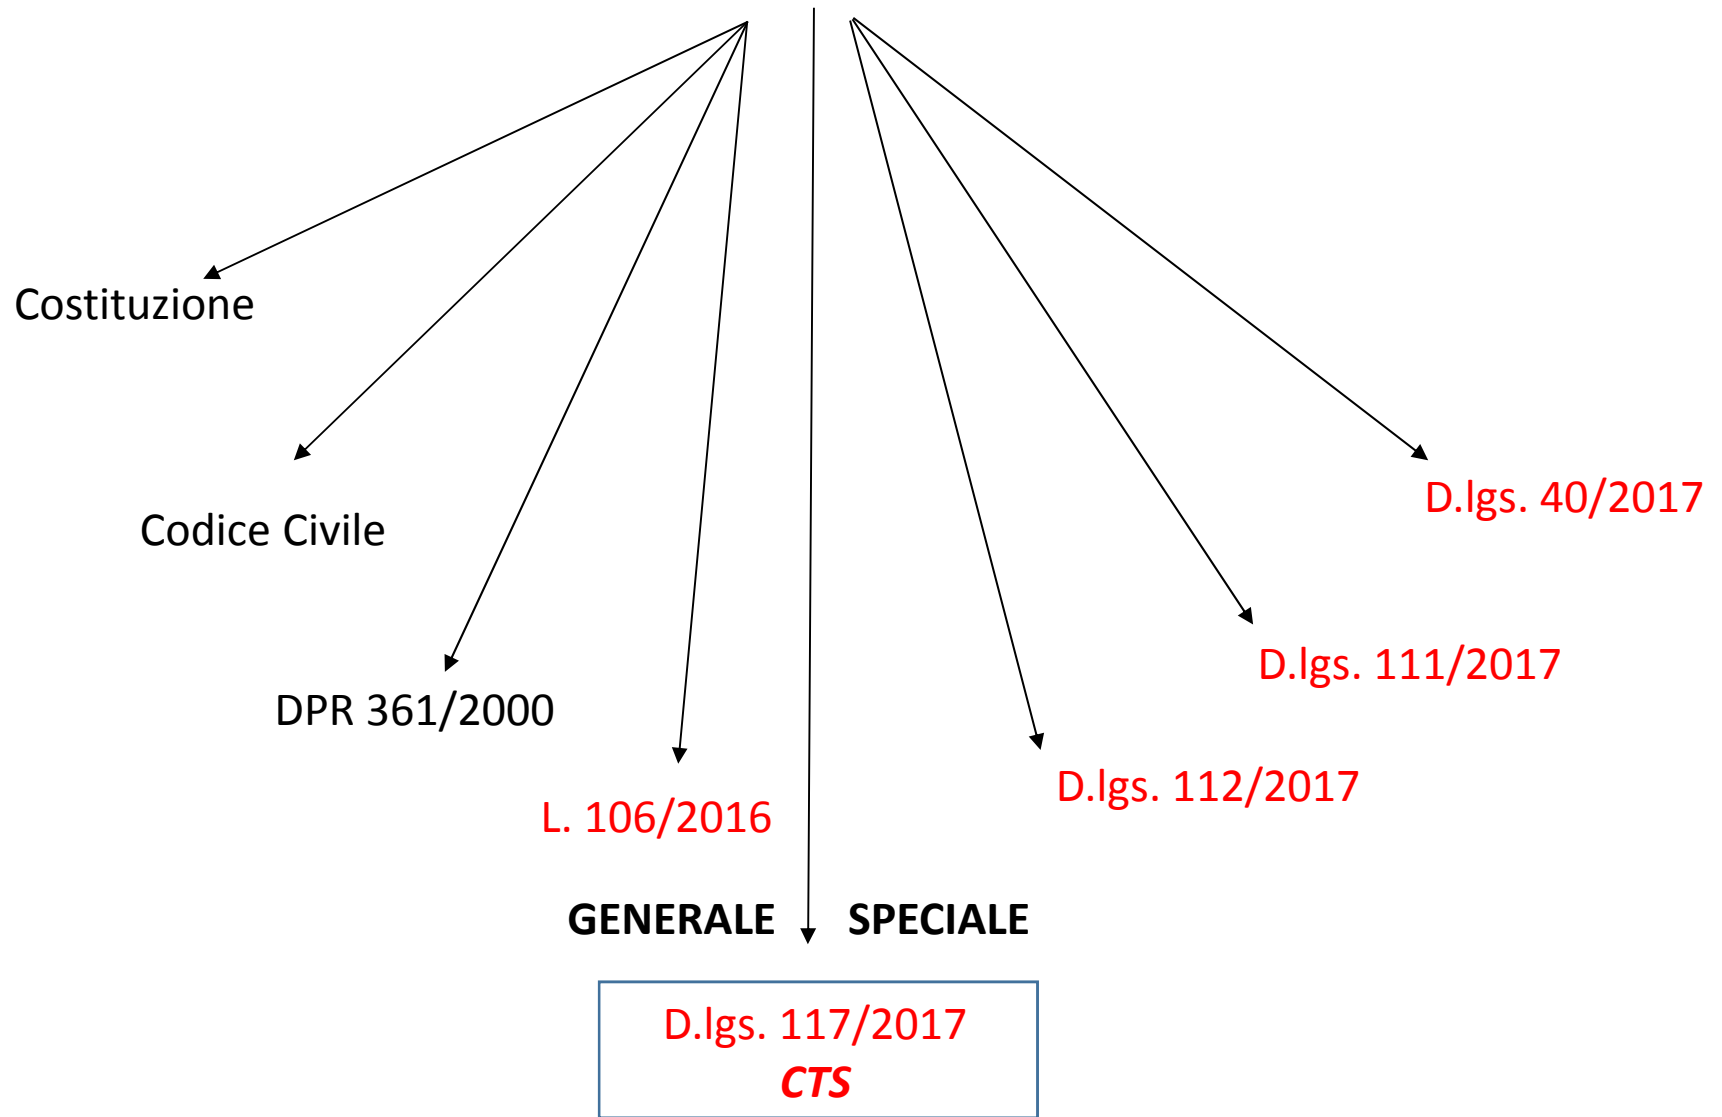 Costituzione
Codice Civile
DPR 361/2000
L. 106/2016
D.lgs. 40/2017
D.lgs. 111/2017
D.lgs. 112/2017
GENERALE SPECIALE
D.lgs. 117/2017
CTS